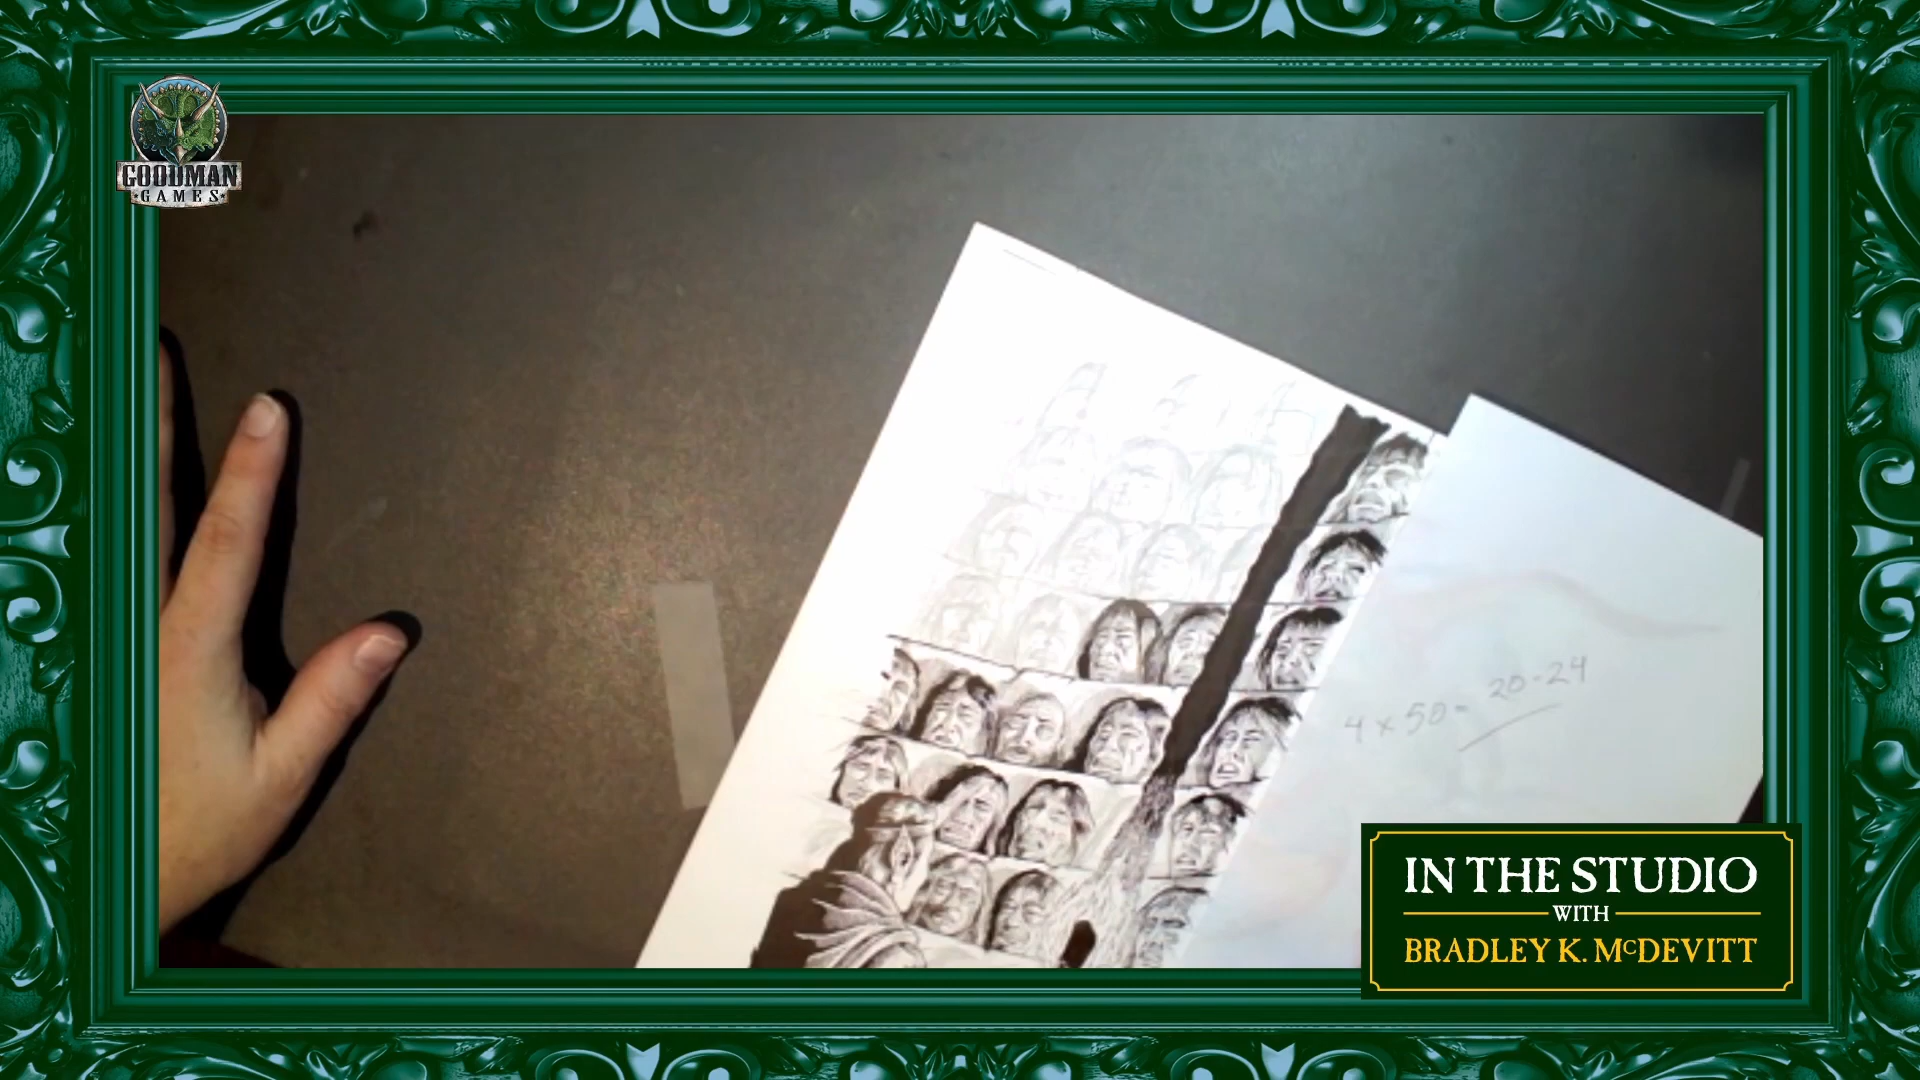 GOODMAN
GAMES
4 x 50 = 20-24
IN THE STUDIO
WITH
BRADLEY K. McDEVITT